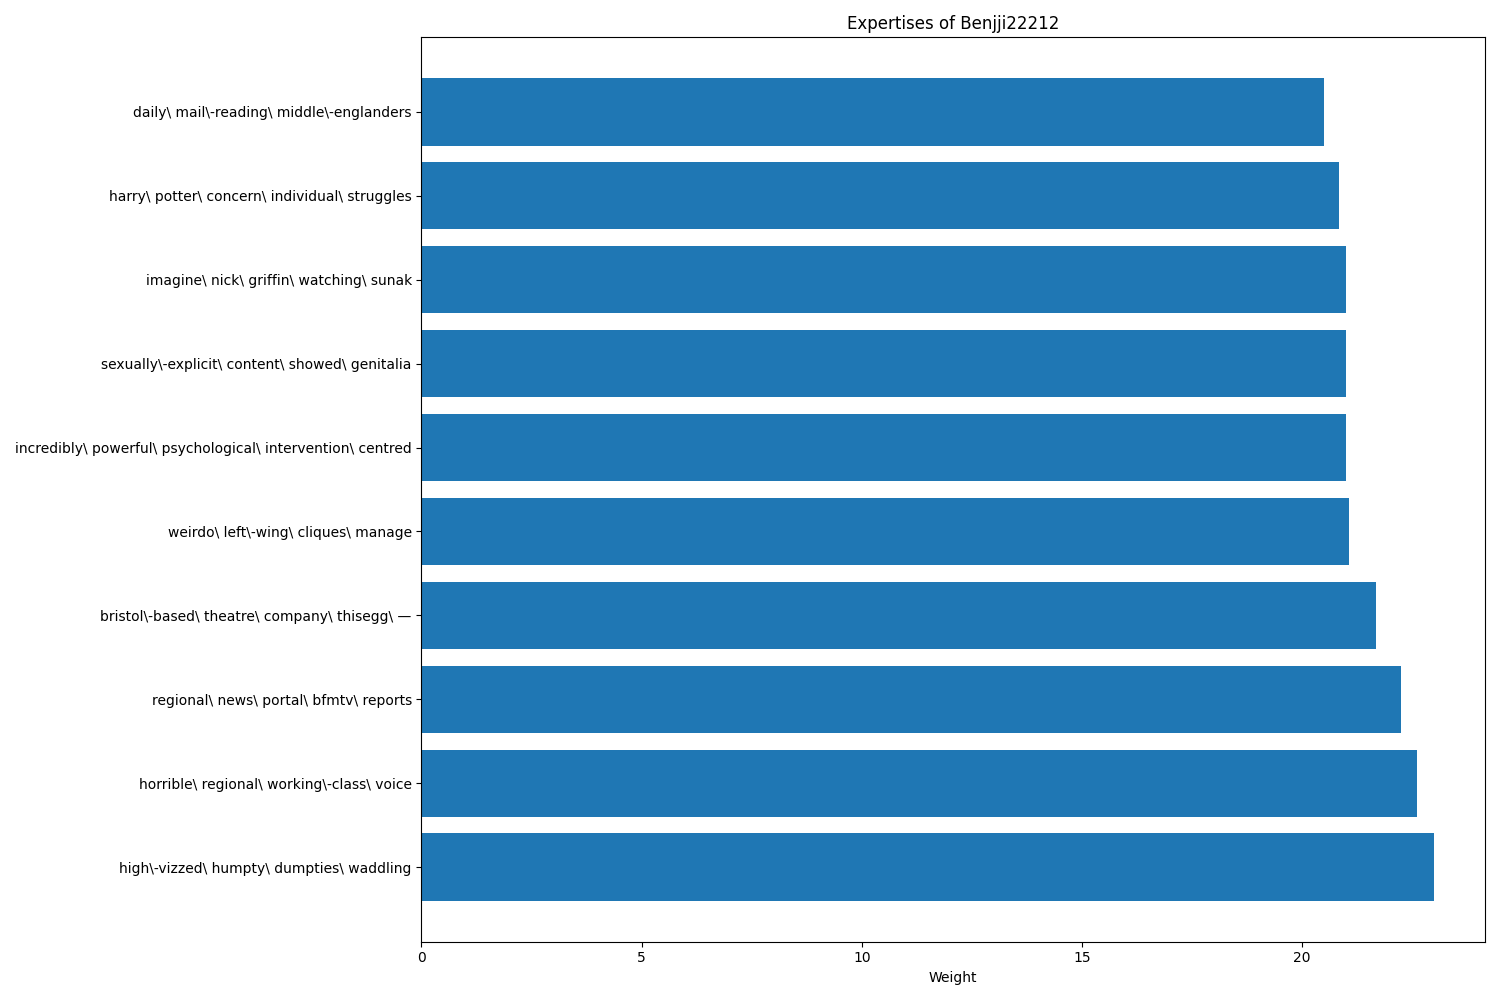 Expertises of Benjji22212
daily\ mail\-reading\ middle\-englanders
harry\ potter\ concern\ individual\ struggles
imagine\ nick\ griffin\ watching\ sunak
sexually\-explicit\ content\ showed\ genitalia
incredibly\ powerful\ psychological\ intervention\ centred
weirdo\ left\-wing\ cliques\ manage
bristol\-based\ theatre\ company\ thisegg\ —
regional\ news\ portal\ bfmtv\ reports
horrible\ regional\ working\-class\ voice
high\-vizzed\ humpty\ dumpties\ waddling
0 5 10 15 20
Weight